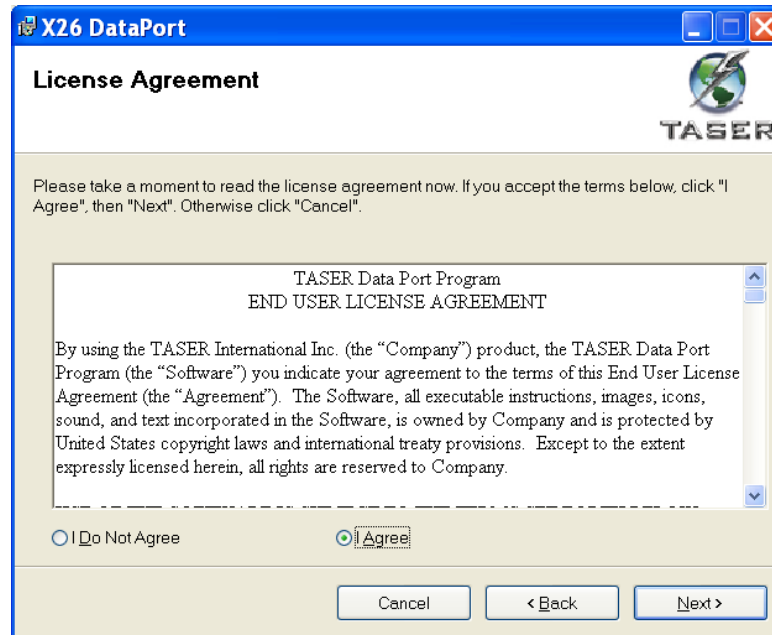 X26 DataPort
License Agreement
TASER
Please take a moment to read the license agreement now. If you accept the terms below, click "I
Agree", then "Next". Otherwise click "Cancel".
TASER Data Port Program
END USER LICENSE AGREEMENT
By using the TASER International Inc. (the “Company”) product, the TASER Data Port
Program (the “Software”) you indicate your agreement to the terms of this End User License
Agreement (the “Agreement”).  The Software, all executable instructions, images, icons,
sound, and text incorporated in the Software, is owned by Company and is protected by
United States copyright laws and international treaty provisions.  Except to the extent
expressly licensed herein, all rights are reserved to Company.
I Do Not Agree
I Agree
Cancel
< Back
Next >